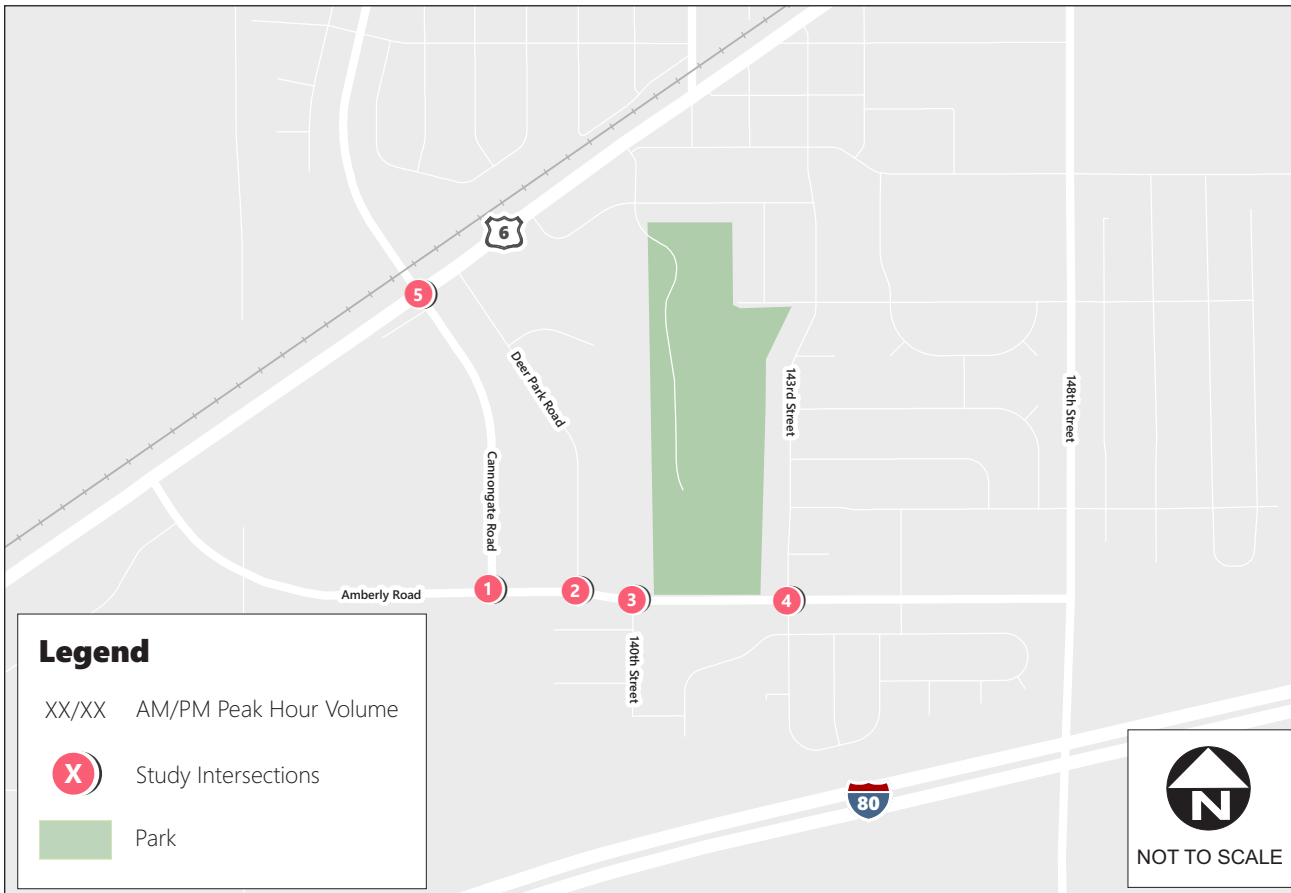 6
5
Deer Park Road
143rd Street
148th Street
Cannongate Road
Amberly Road
1
2
3
4
140th Street
80
Legend
XX/XX AM/PM Peak Hour Volume
X Study Intersections
Park
N
NOT TO SCALE